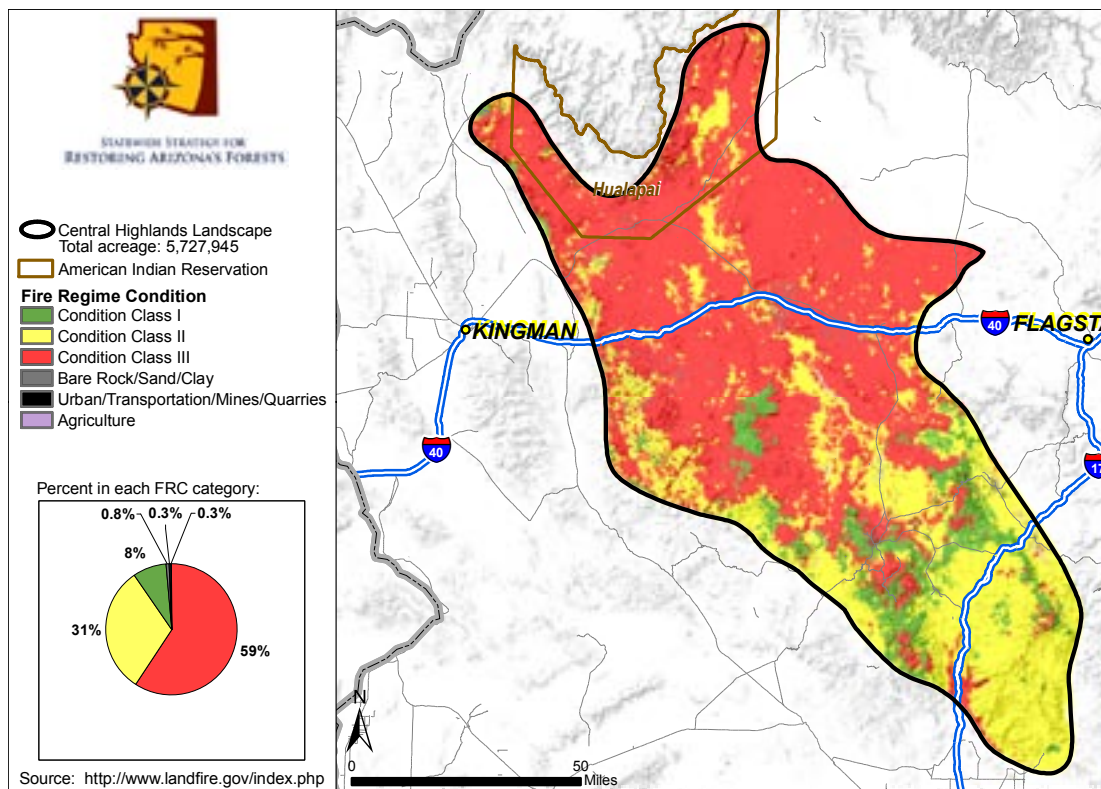 STATEWIDE STRATEGY FOR
RESTORING ARIZONA'S FORESTS
Central Highlands Landscape
Total acreage: 5,727,945
American Indian Reservation
Fire Regime Condition
Condition Class I
Condition Class II
Condition Class III
Bare Rock/Sand/Clay
Urban/Transportation/Mines/Quarries
Agriculture
Percent in each FRC category:
0.8%
0.3%
0.3%
8%
31%
59%
Source: http://www.landfire.gov/index.php
Hualapai
KINGMAN
40
FLAGSTA
40
17
N
0
50
Miles